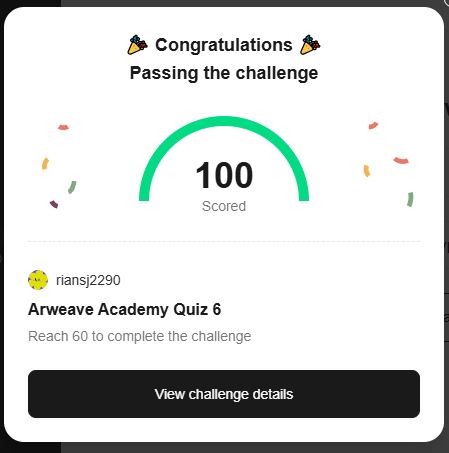 🎉 Congratulations 🎉
Passing the challenge
100
Scored
riansj2290
Arweave Academy Quiz 6
Reach 60 to complete the challenge
View challenge details